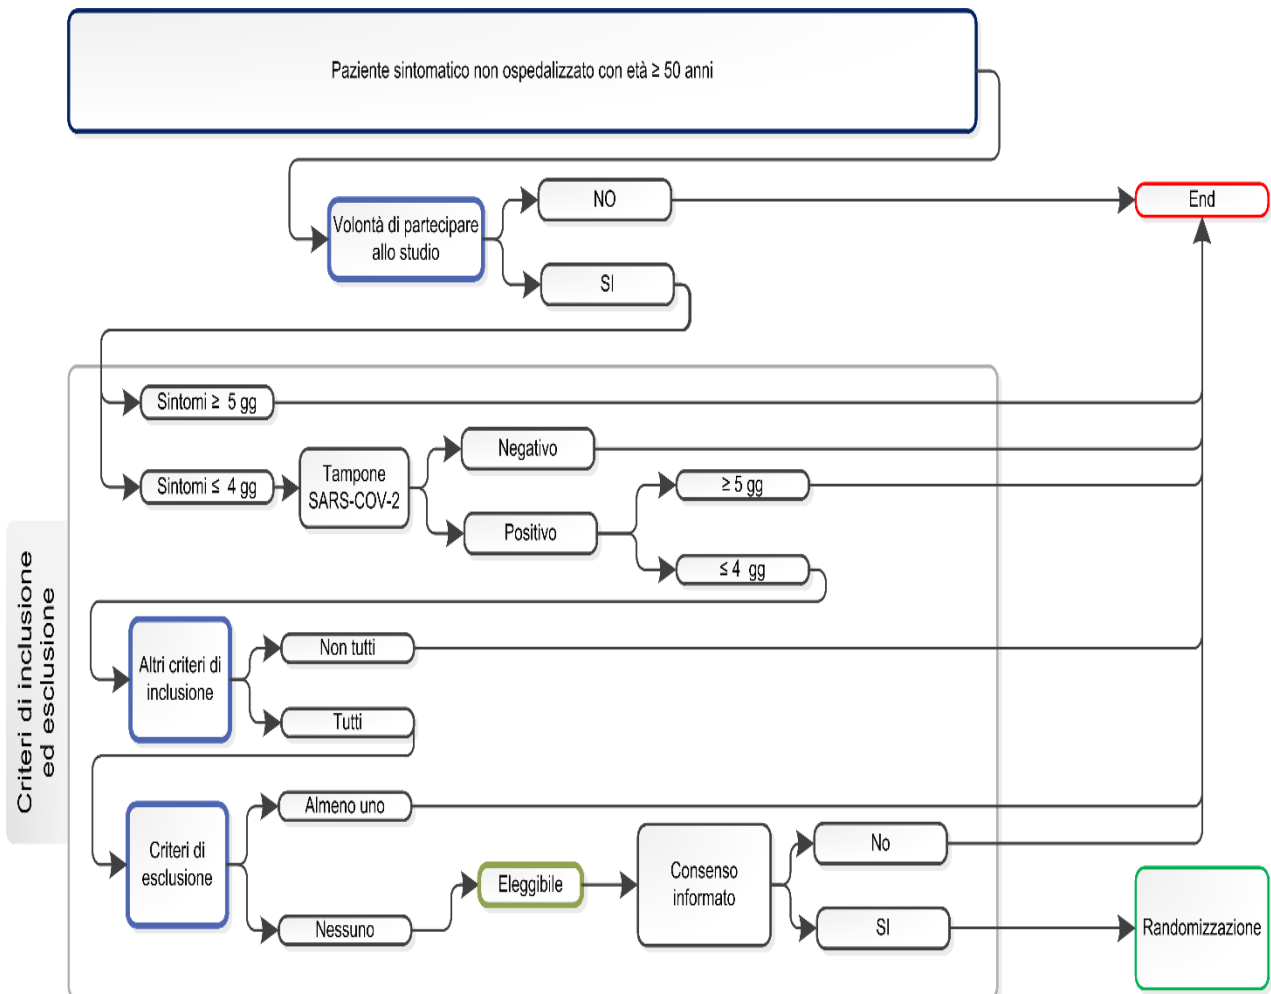 Paziente sintomatico non ospedalizzato con età ≥ 50 anni
NO
End
Volontà di partecipare
allo studio
SI
Sintomi ≥ 5 gg
Negativo
Tampone
SARS-COV-2
Sintomi ≤ 4 gg
≥ 5 gg
Positivo
≤ 4 gg
Criteri di inclusione
ed esclusione
Altri criteri di
inclusione
Non tutti
Tutti
Almeno uno
Criteri di
esclusione
Nessuno
Eleggibile
Consenso
informato
No
SI
Randomizzazione